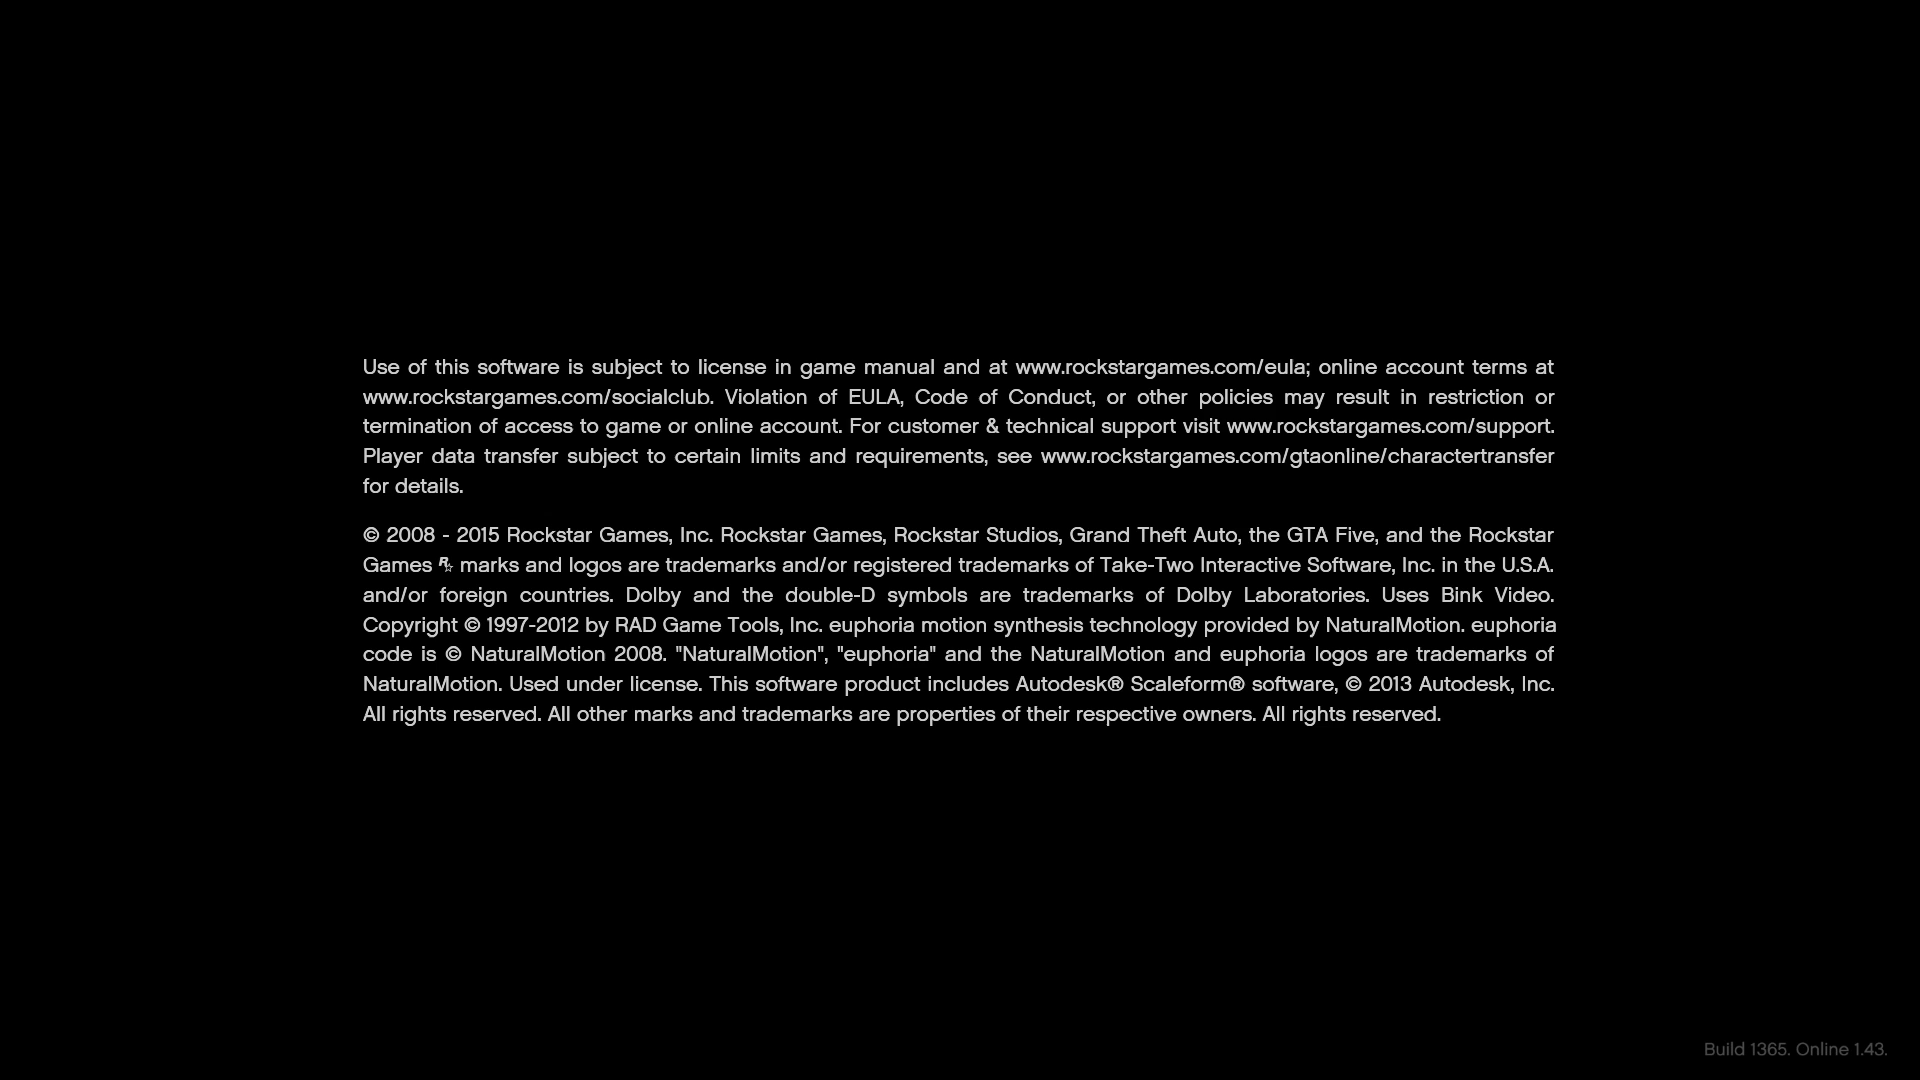 Use of this software is subject to license in game manual and at www.rockstargames.com/eula; online account terms at
www.rockstargames.com/socialclub. Violation of EULA, Code of Conduct, or other policies may result in restriction or
termination of access to game or online account. For customer & technical support visit www.rockstargames.com/support.
Player data transfer subject to certain limits and requirements, see www.rockstargames.com/gtaonline/charactertransfer
for details.
© 2008 - 2015 Rockstar Games, Inc. Rockstar Games, Rockstar Studios, Grand Theft Auto, the GTA Five, and the Rockstar
Games R☆ marks and logos are trademarks and/or registered trademarks of Take-Two Interactive Software, Inc. in the U.S.A.
and/or foreign countries. Dolby and the double-D symbols are trademarks of Dolby Laboratories. Uses Bink Video.
Copyright © 1997-2012 by RAD Game Tools, Inc. euphoria motion synthesis technology provided by NaturalMotion. euphoria
code is © NaturalMotion 2008. "NaturalMotion", "euphoria" and the NaturalMotion and euphoria logos are trademarks of
NaturalMotion. Used under license. This software product includes Autodesk® Scaleform® software, © 2013 Autodesk, Inc.
All rights reserved. All other marks and trademarks are properties of their respective owners. All rights reserved.
Build 1365. Online 1.43.